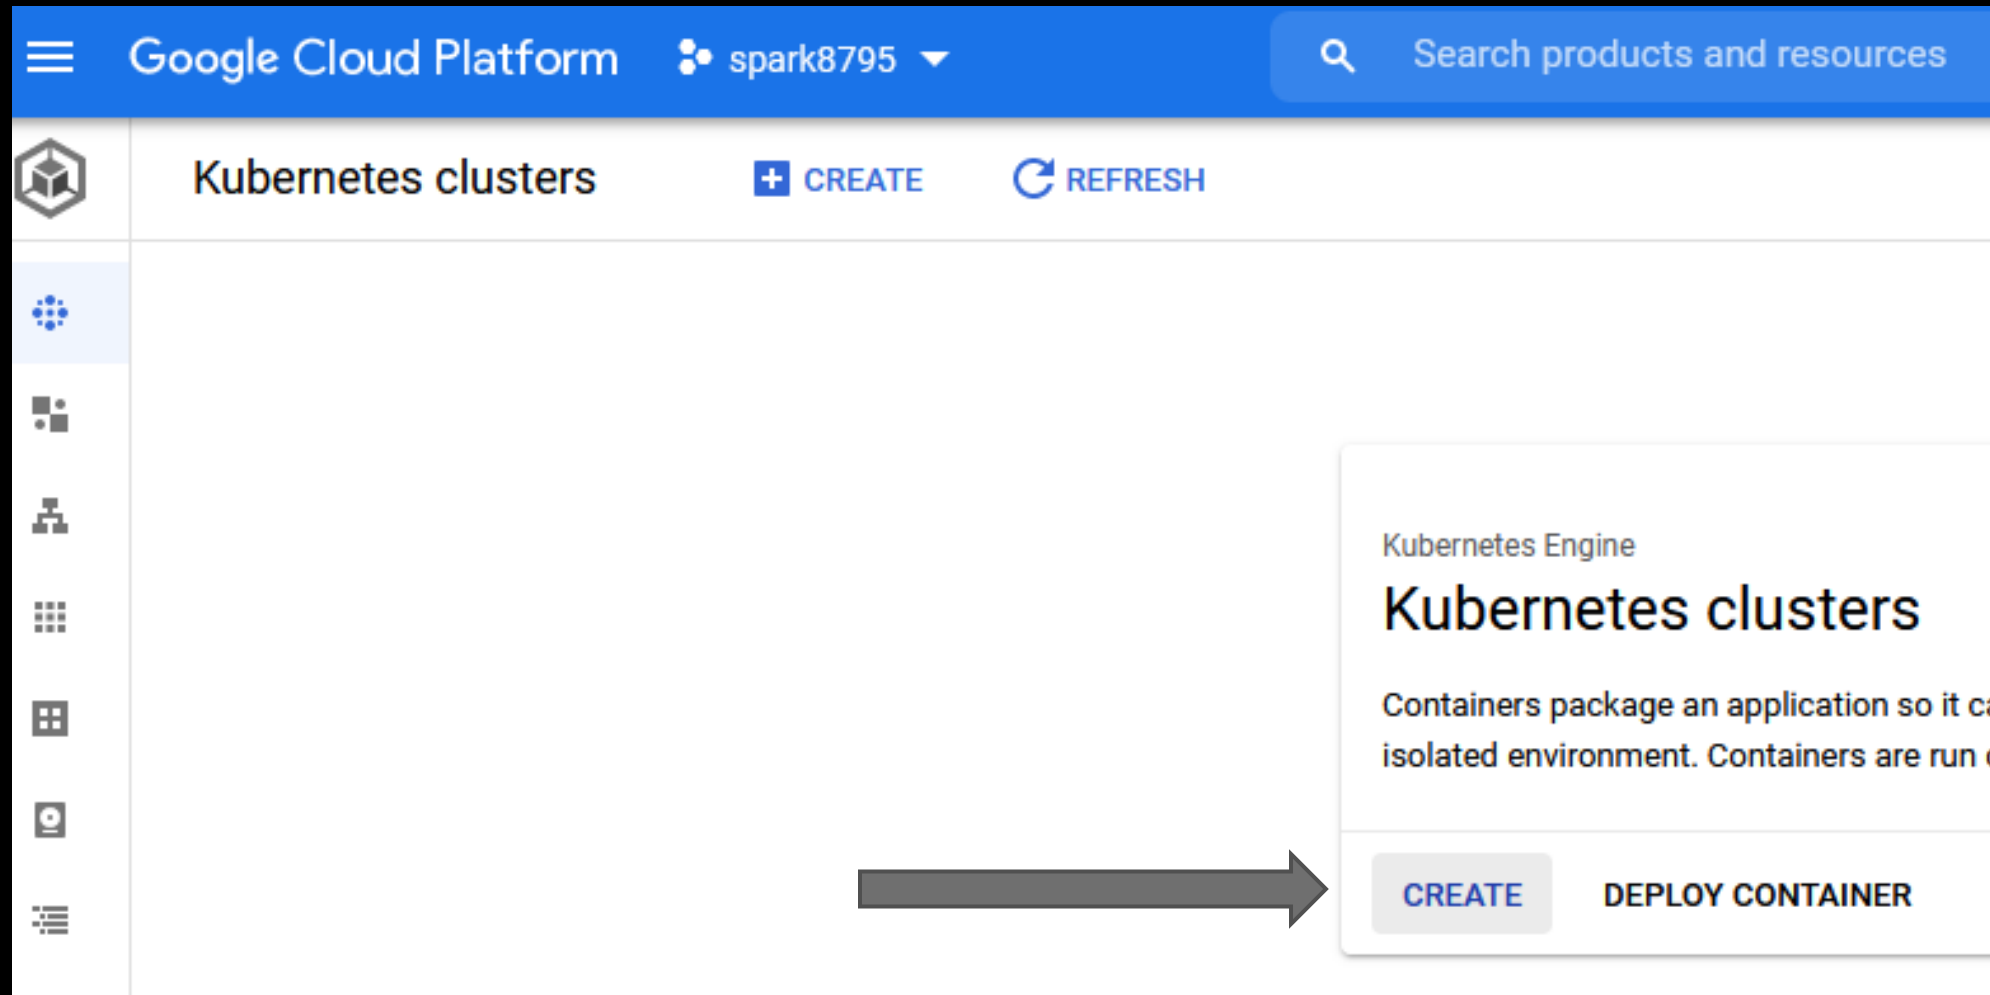 Google Cloud Platform spark8795 Search products and resources
Kubernetes clusters CREATE REFRESH
Kubernetes Engine
Kubernetes clusters
Containers package an application so it
isolated environment. Containers are run
CREATE DEPLOY CONTAINER